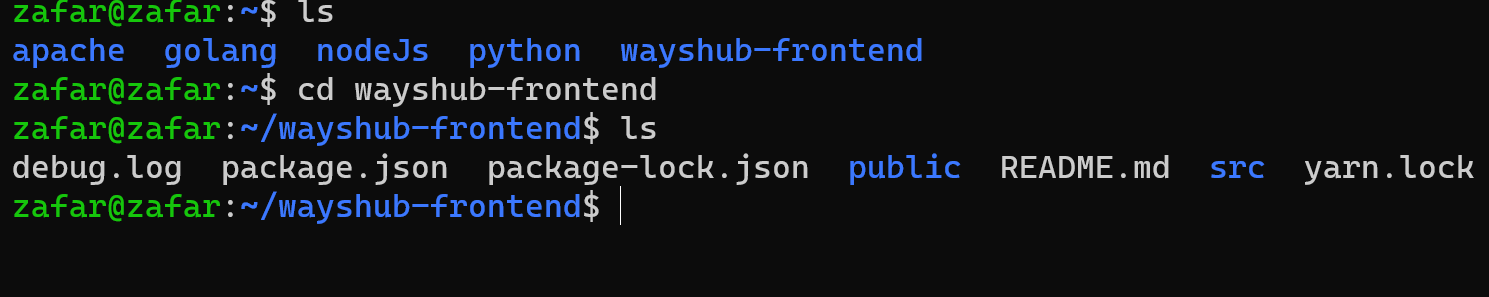 zafar@zafar:~$ ls
apache  golang  nodeJs  python  wayshub-frontend
zafar@zafar:~$ cd wayshub-frontend
zafar@zafar:~/wayshub-frontend$ ls
debug.log  package.json  package-lock.json  public  README.md  src  yarn.lock
zafar@zafar:~/wayshub-frontend$